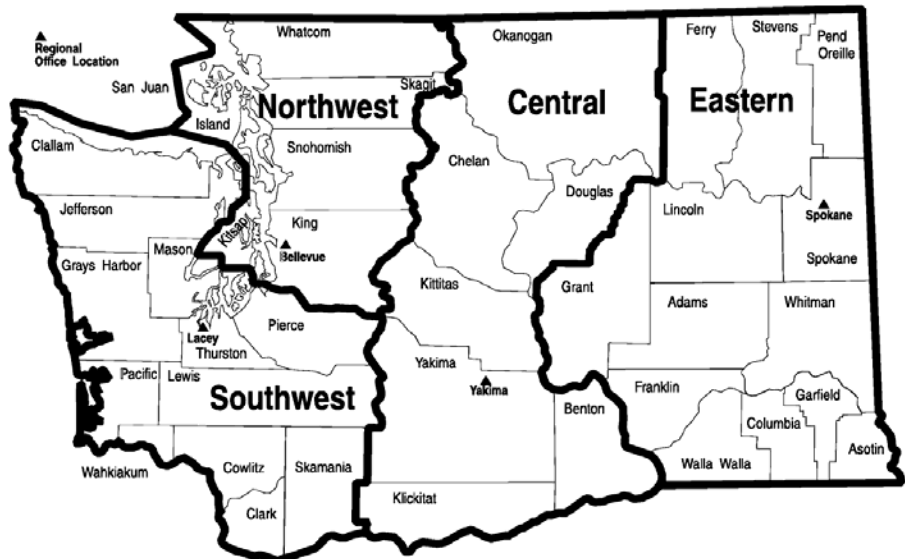 Regional
Office Location
Whatcom
Okanogan
Ferry
Stevens
Pend
Oreille
San Juan
Skagit
Northwest
Central
Eastern
Island
Clallam
Snohomish
Chelan
Douglas
Jefferson
King
Kitsap
Lincoln
Spokane
Mason
Bellevue
Grays Harbor
Spokane
Kittitas
Grant
Adams
Whitman
Pierce
Lacey
Thurston
Yakima
Pacific
Lewis
Yakima
Franklin
Garfield
Southwest
Benton
Columbia
Asotin
Wahkiakum
Cowlitz
Skamania
Walla Walla
Klickitat
Clark